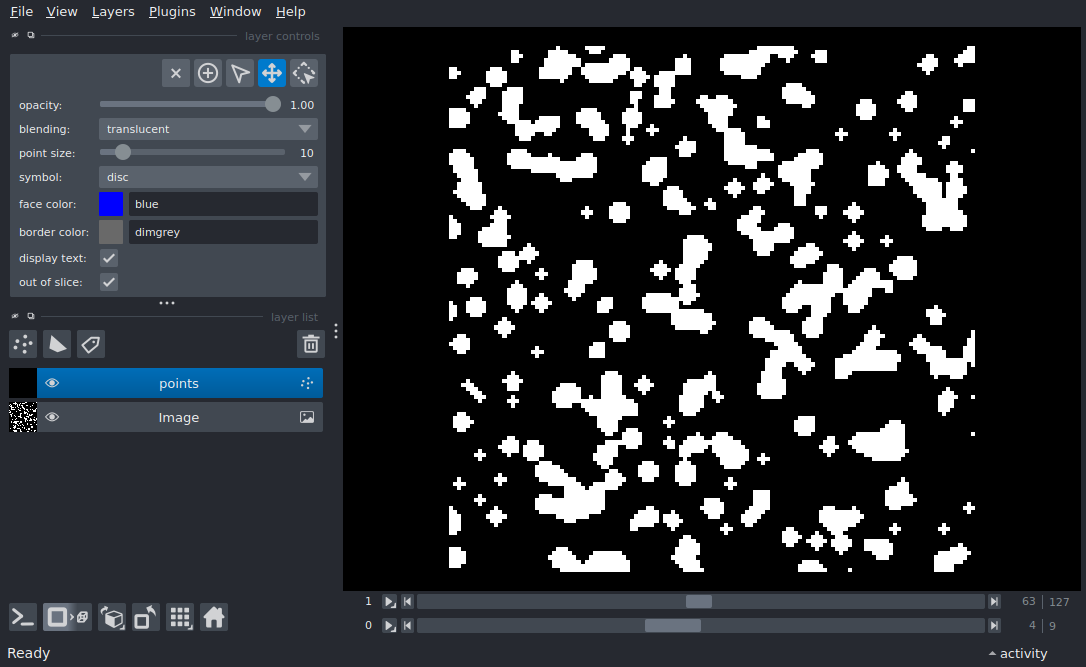 File View Layers Plugins Window Help
layer controls
opacity: 1.00
blending: translucent
point size: 10
symbol: disc
face color: blue
border color: dimgrey
display text:
out of slice:
layer list
points
Image
1 63 | 127
0 4 | 9
Ready activity